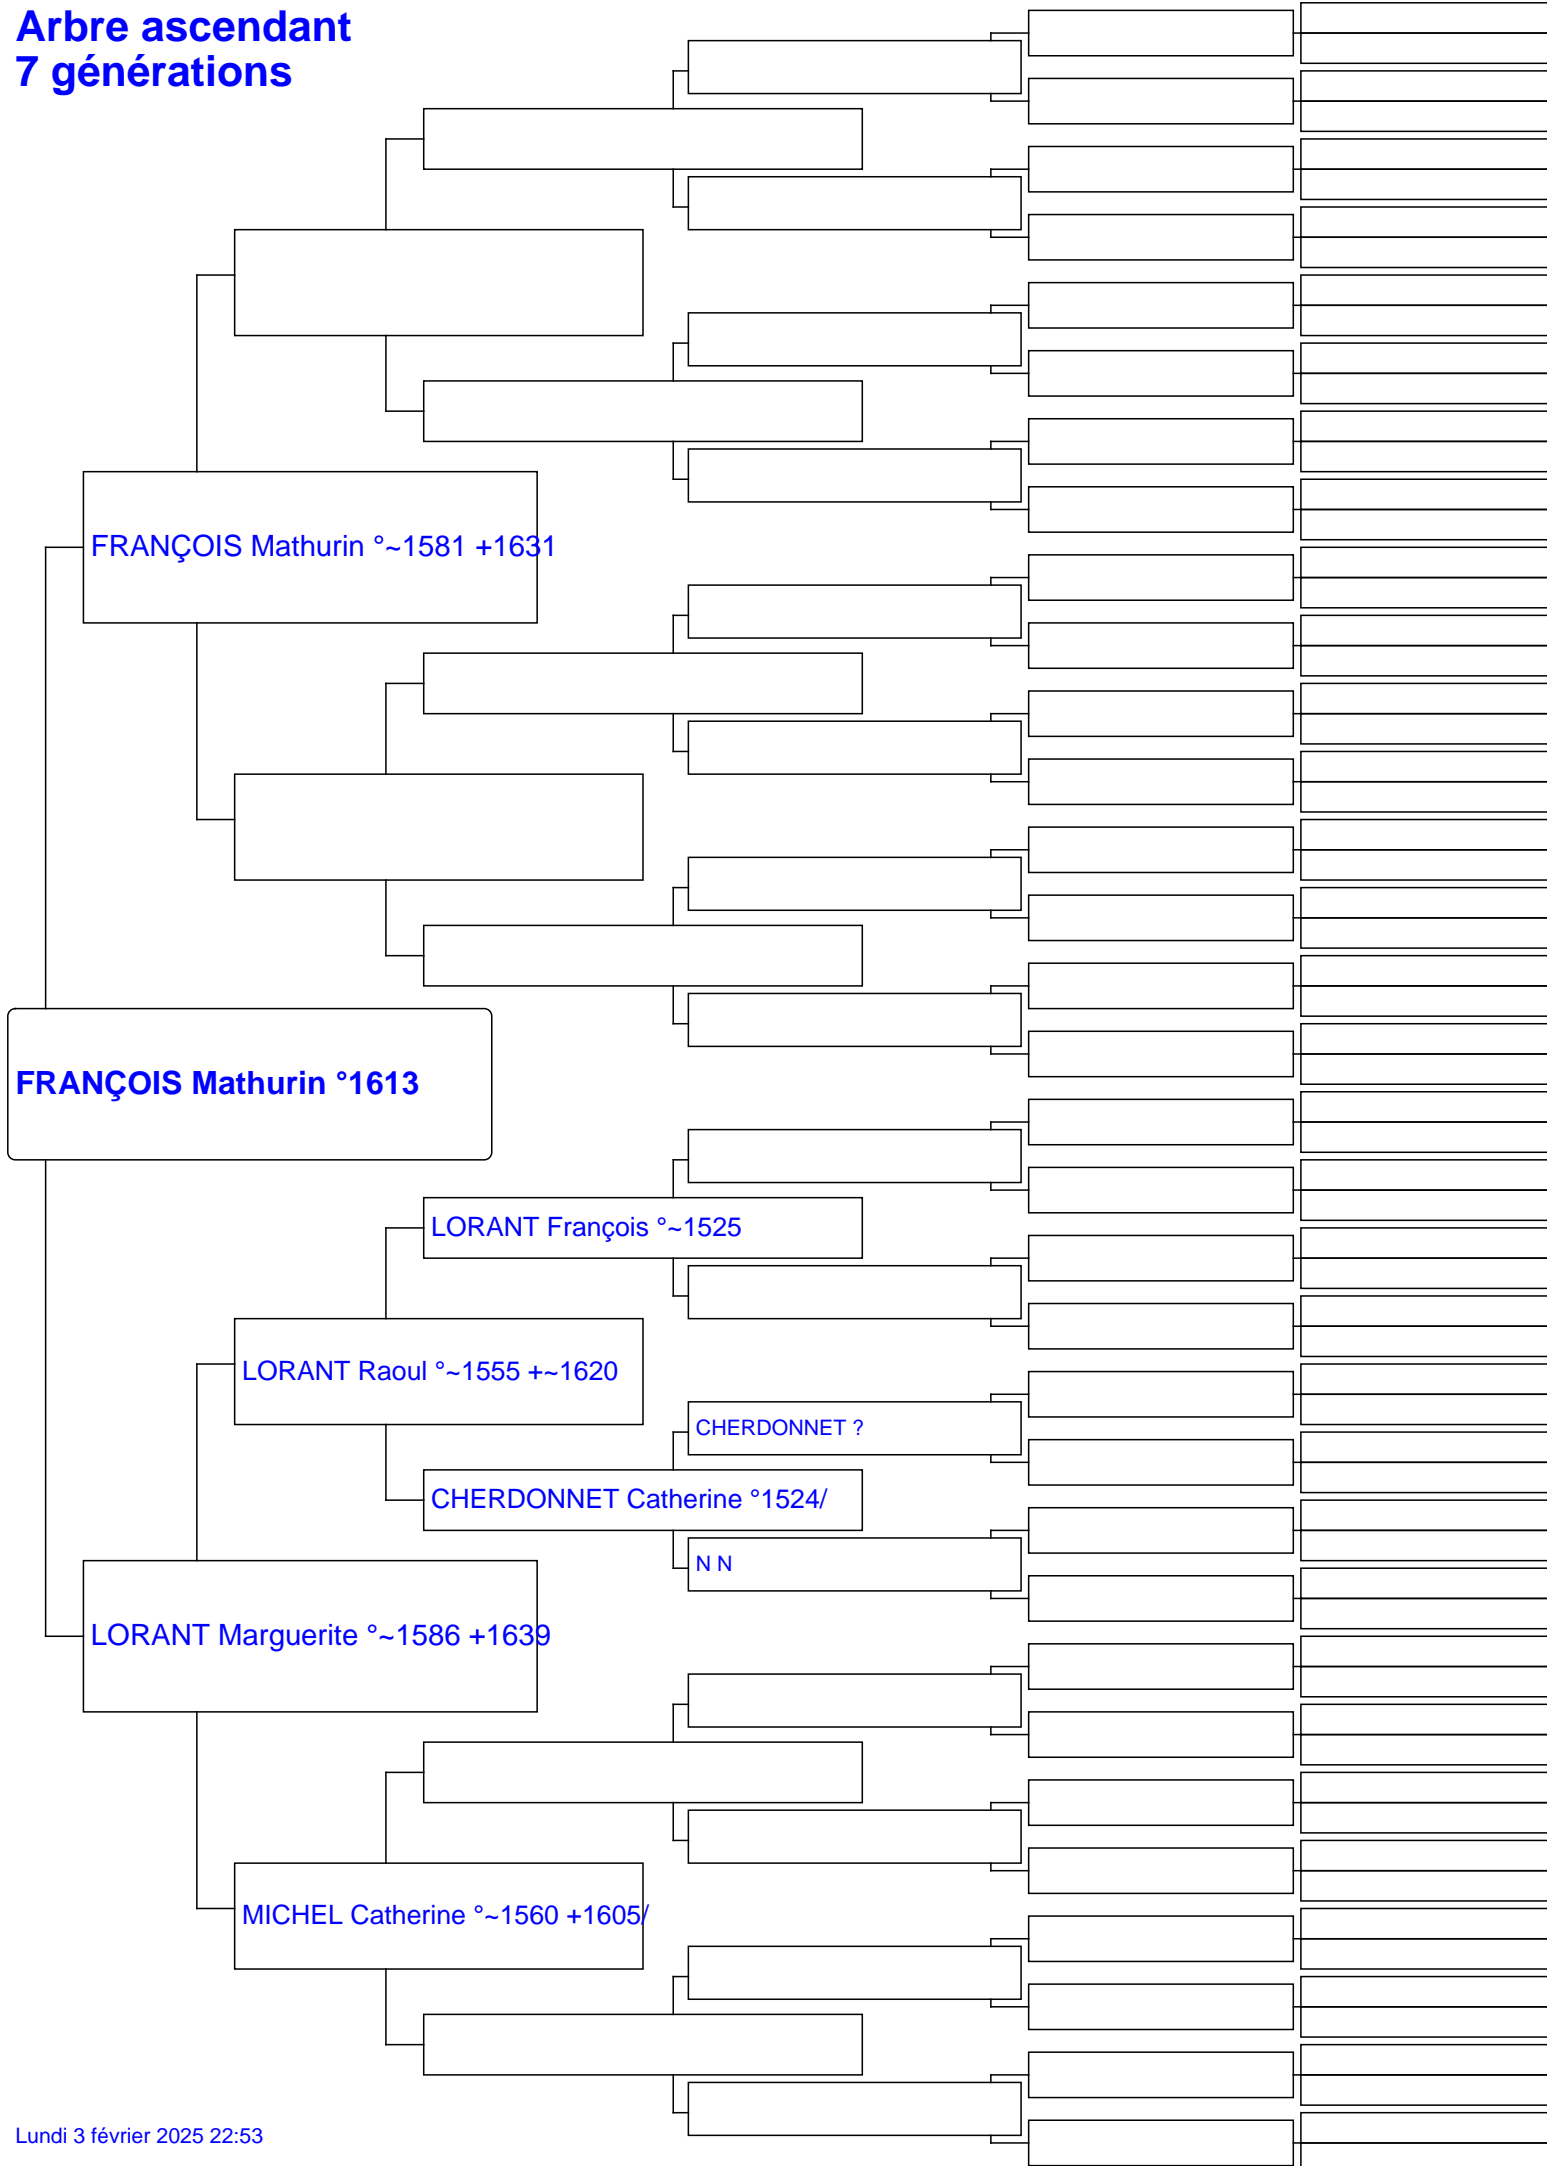 Arbre ascendant
7 générations
FRANÇOIS Mathurin °~1581 +1631
FRANÇOIS Mathurin °1613
LORANT François °~1525
LORANT Raoul °~1555 +~1620
CHERDONNET ?
CHERDONNET Catherine °1524/
N N
LORANT Marguerite °~1586 +1639
MICHEL Catherine °~1560 +1605/
Lundi 3 février 2025 22:53